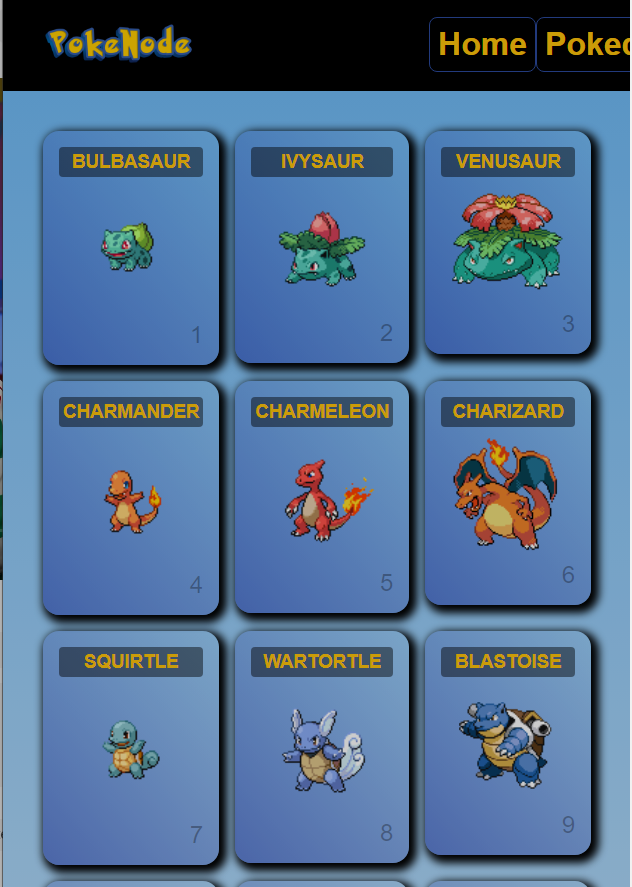 PokeNode
Home Poked
BULBASAUR IVYSAUR VENUSAUR
1 2 3
CHARMANDER CHARMELEON CHARIZARD
4 5 6
SQUIRTLE WARTORTLE BLASTOISE
7 8 9